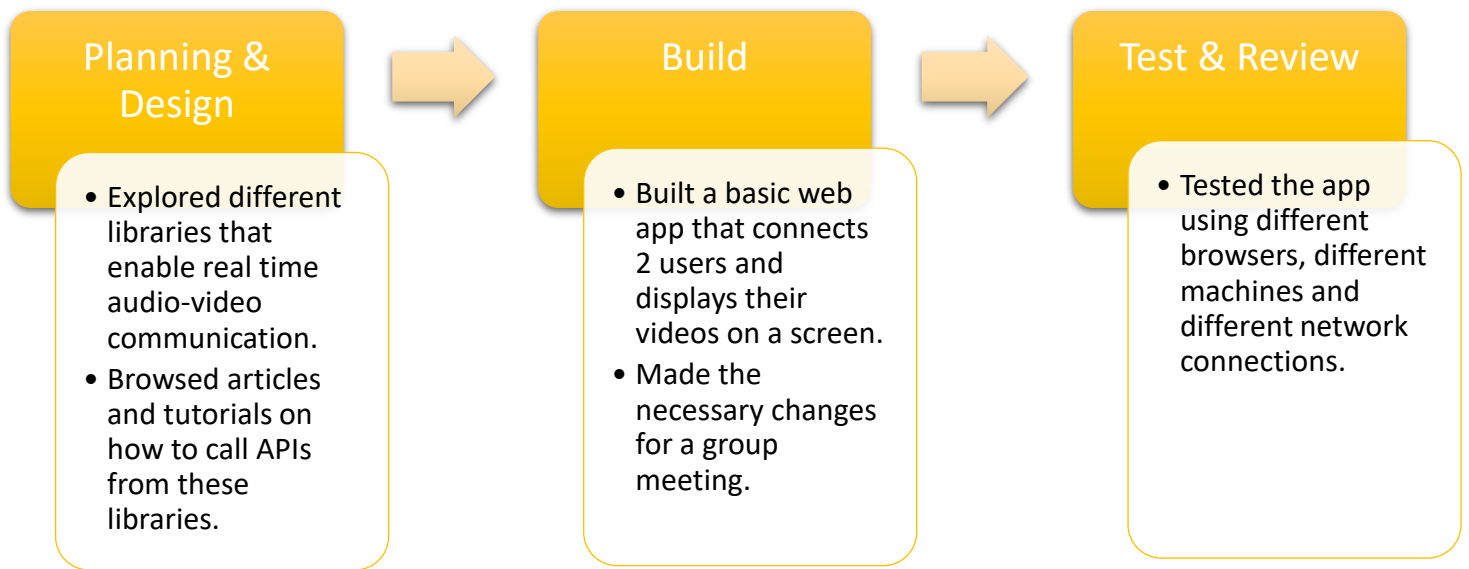 Planning &
Design
• Explored different
libraries that
enable real time
audio-video
communication.
• Browsed articles
and tutorials on
how to call APIs
from these
libraries.
Build
• Built a basic web
app that connects
2 users and
displays their
videos on a screen.
• Made the
necessary changes
for a group
meeting.
Test & Review
• Tested the app
using different
browsers, different
machines and
different network
connections.